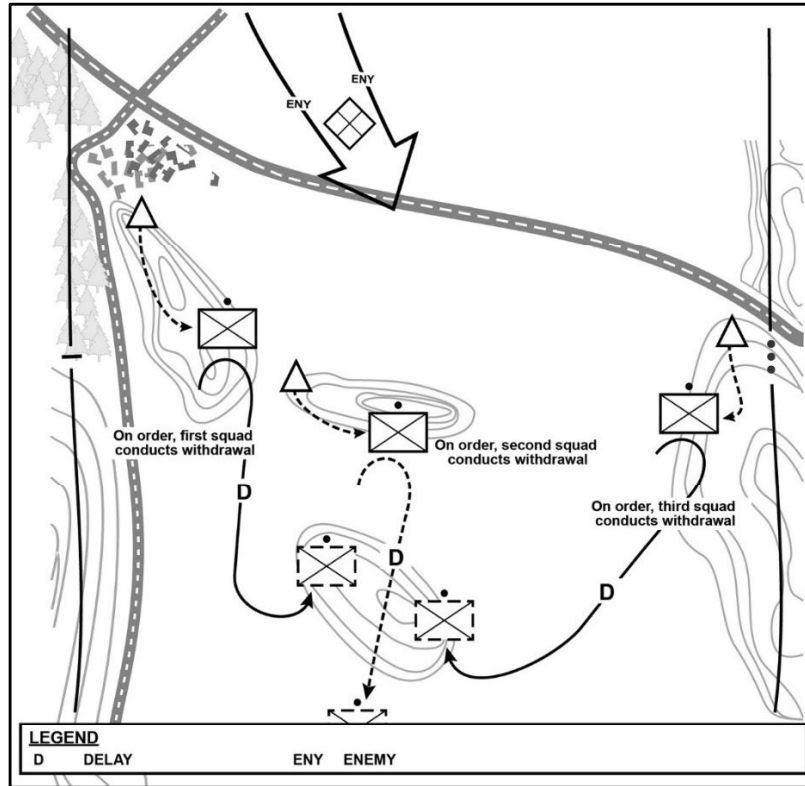 ENY
ENY
On order, first squad
conducts withdrawal
On order, second squad
conducts withdrawal
On order, third squad
conducts withdrawal
D
D
D
LEGEND
D DELAY ENY ENEMY